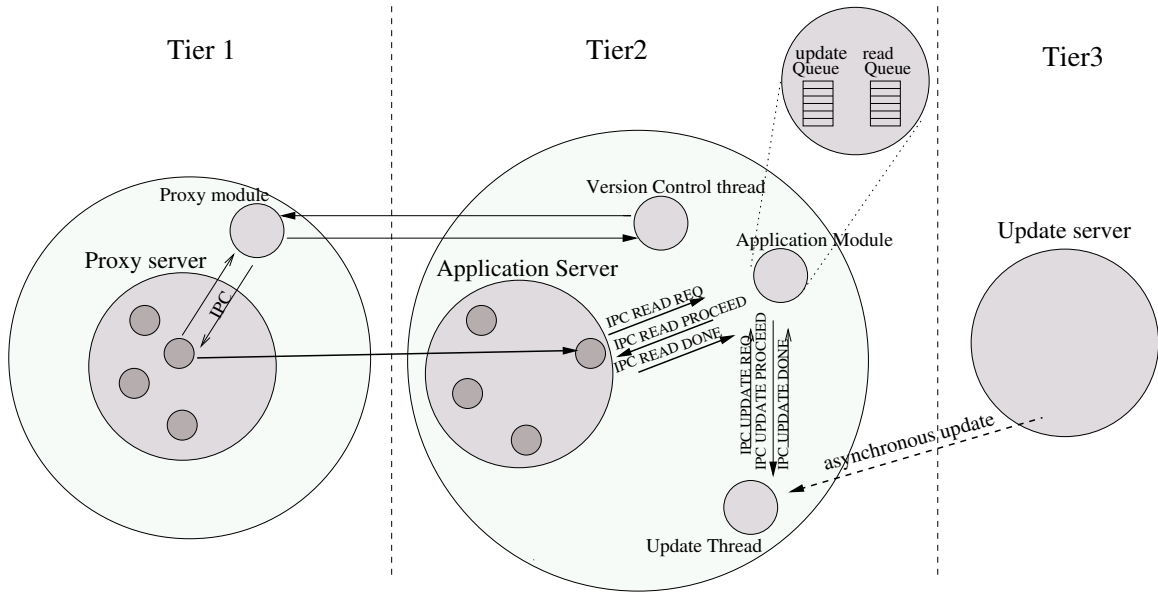 Tier 1
Tier2
Tier3
update
Queue
read
Queue
Proxy module
Version Control thread
Application Module
Update server
Proxy server
Application Server
IPC
IPC READ REQ
IPC READ PROCEED
IPC READ DONE
IPC UPDATE REQ
IPC UPDATE PROCEED
IPC UPDATE DONE
asynchronous update
Update Thread